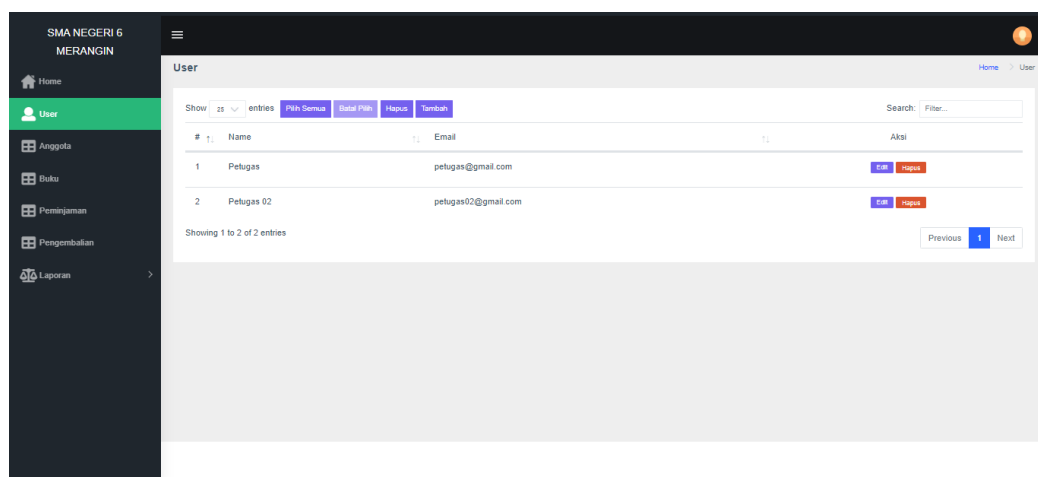 SMA NEGERI 6
MERANGIN
Home
User
Anggota
Buku
Peminjaman
Pengembalian
Laporan
User
Home > User
Show 25 entries Pilih Semua Batal Pilih Hapus Tambah Search: Filter...
# Name Email Aksi
1 Petugas petugas@gmail.com Edit Hapus
2 Petugas 02 petugas02@gmail.com Edit Hapus
Showing 1 to 2 of 2 entries
Previous 1 Next